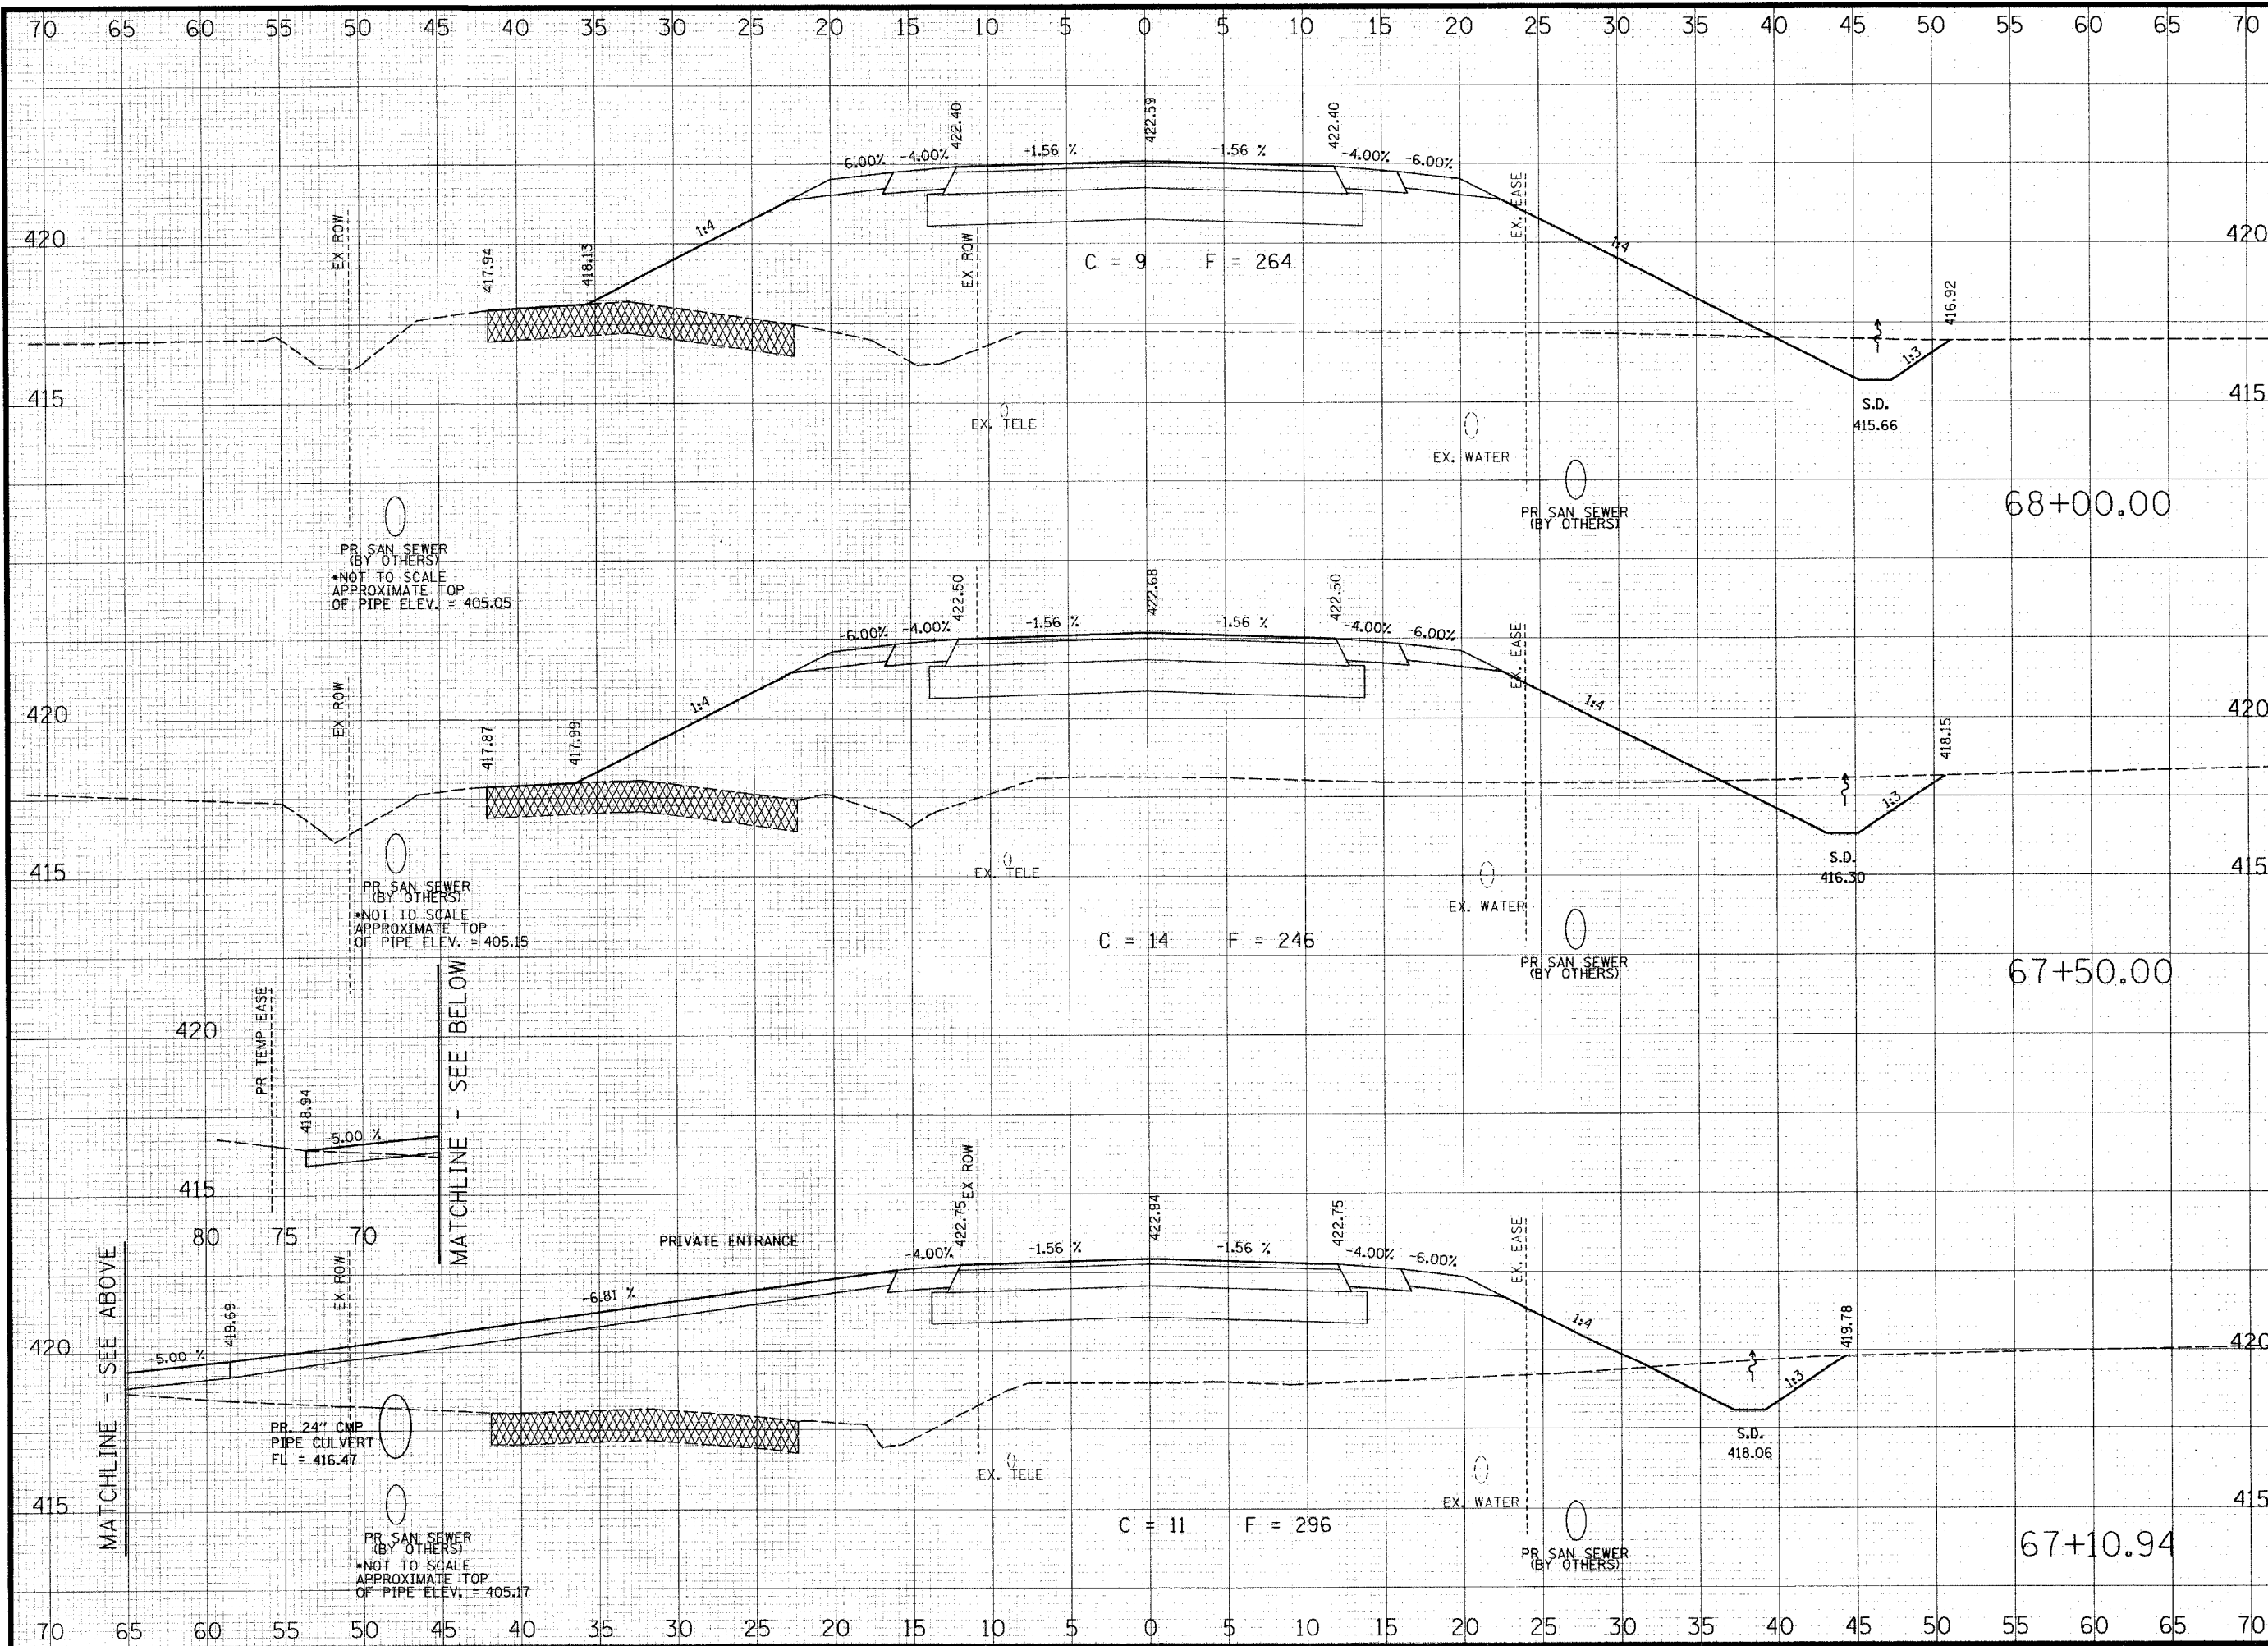 70 65 60 55 50 45 40 35 30 25 20 15 10 5 0 5 10 15 20 25 30 35 40 45 50 55 60 65 70
422.40
422.59
422.40
-6.00% -4.00% -1.56 % -1.56 % -4.00% -6.00%
EX ROW
EX ROW
EX. EASE
420
420
1:4
1:4
417.94
418.13
C = 9 F = 264
416.92
1:3
415
415
S.D.
415.66
EX. TELE
EX. WATER
68+00.00
PR SAN SEWER
(BY OTHERS)
PR SAN SEWER
(BY OTHERS)
*NOT TO SCALE
APPROXIMATE TOP
OF PIPE ELEV. = 405.05
422.50
422.68
422.50
-6.00% -4.00% -1.56 % -1.56 % -4.00% -6.00%
EX ROW
EX. EASE
420
420
1:4
1:4
417.87
417.99
418.15
1:3
415
415
S.D.
416.30
EX. TELE
EX. WATER
PR SAN SEWER
(BY OTHERS)
*NOT TO SCALE
APPROXIMATE TOP
OF PIPE ELEV. = 405.15
C = 14 F = 246
PR SAN SEWER
(BY OTHERS)
67+50.00
MATCHLINE - SEE BELOW
PR TEMP EASE
420
418.94
-5.00 %
415
80 75 70
MATCHLINE - SEE ABOVE
EX ROW
EX ROW
EX. EASE
PRIVATE ENTRANCE
422.75
422.94
422.75
-4.00% -1.56 % -1.56 % -4.00% -6.00%
-6.81 %
419.69
-5.00 %
420
420
1:4
419.78
1:3
PR. 24" CMP
PIPE CULVERT
FL = 416.47
S.D.
418.06
415
415
EX. TELE
EX. WATER
C = 11 F = 296
67+10.94
PR SAN SEWER
(BY OTHERS)
*NOT TO SCALE
APPROXIMATE TOP
OF PIPE ELEV. = 405.17
PR SAN SEWER
(BY OTHERS)
70 65 60 55 50 45 40 35 30 25 20 15 10 5 0 5 10 15 20 25 30 35 40 45 50 55 60 65 70